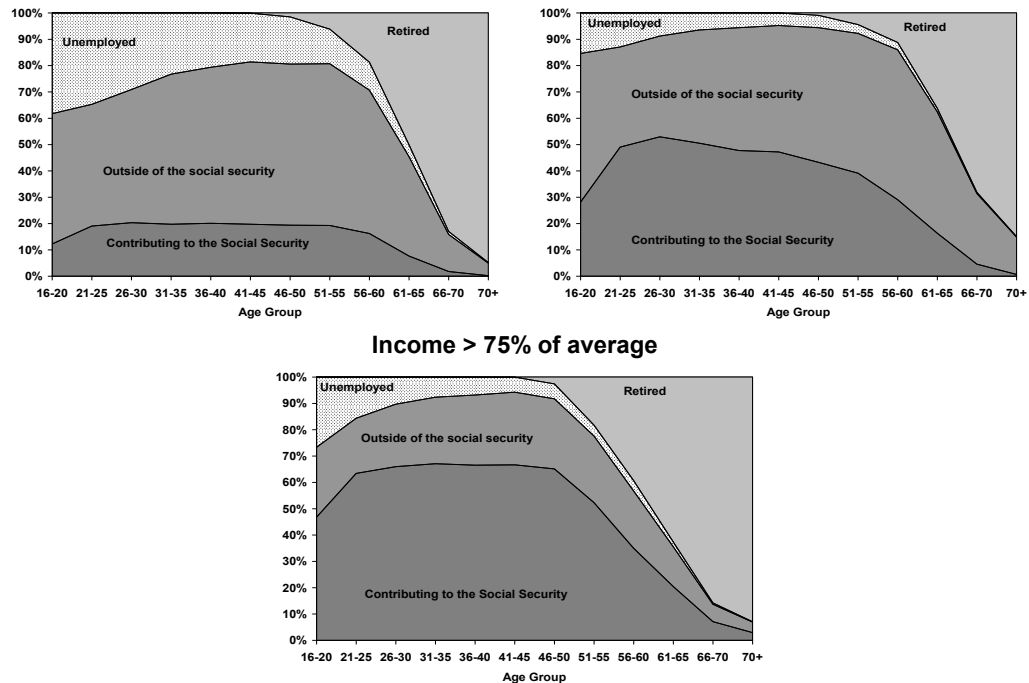 100%
90%
80%
70%
60%
50%
40%
30%
20%
10%
0%
Unemployed
Retired
Outside of the social security
Contributing to the Social Security
16-20 21-25 26-30 31-35 36-40 41-45 46-50 51-55 56-60 61-65 66-70 70+
Age Group
100%
90%
80%
70%
60%
50%
40%
30%
20%
10%
0%
Unemployed
Retired
Outside of the social security
Contributing to the Social Security
16-20 21-25 26-30 31-35 36-40 41-45 46-50 51-55 56-60 61-65 66-70 70+
Age Group
Income > 75% of average
100%
90%
80%
70%
60%
50%
40%
30%
20%
10%
0%
Unemployed
Retired
Outside of the social security
Contributing to the Social Security
16-20 21-25 26-30 31-35 36-40 41-45 46-50 51-55 56-60 61-65 66-70 70+
Age Group